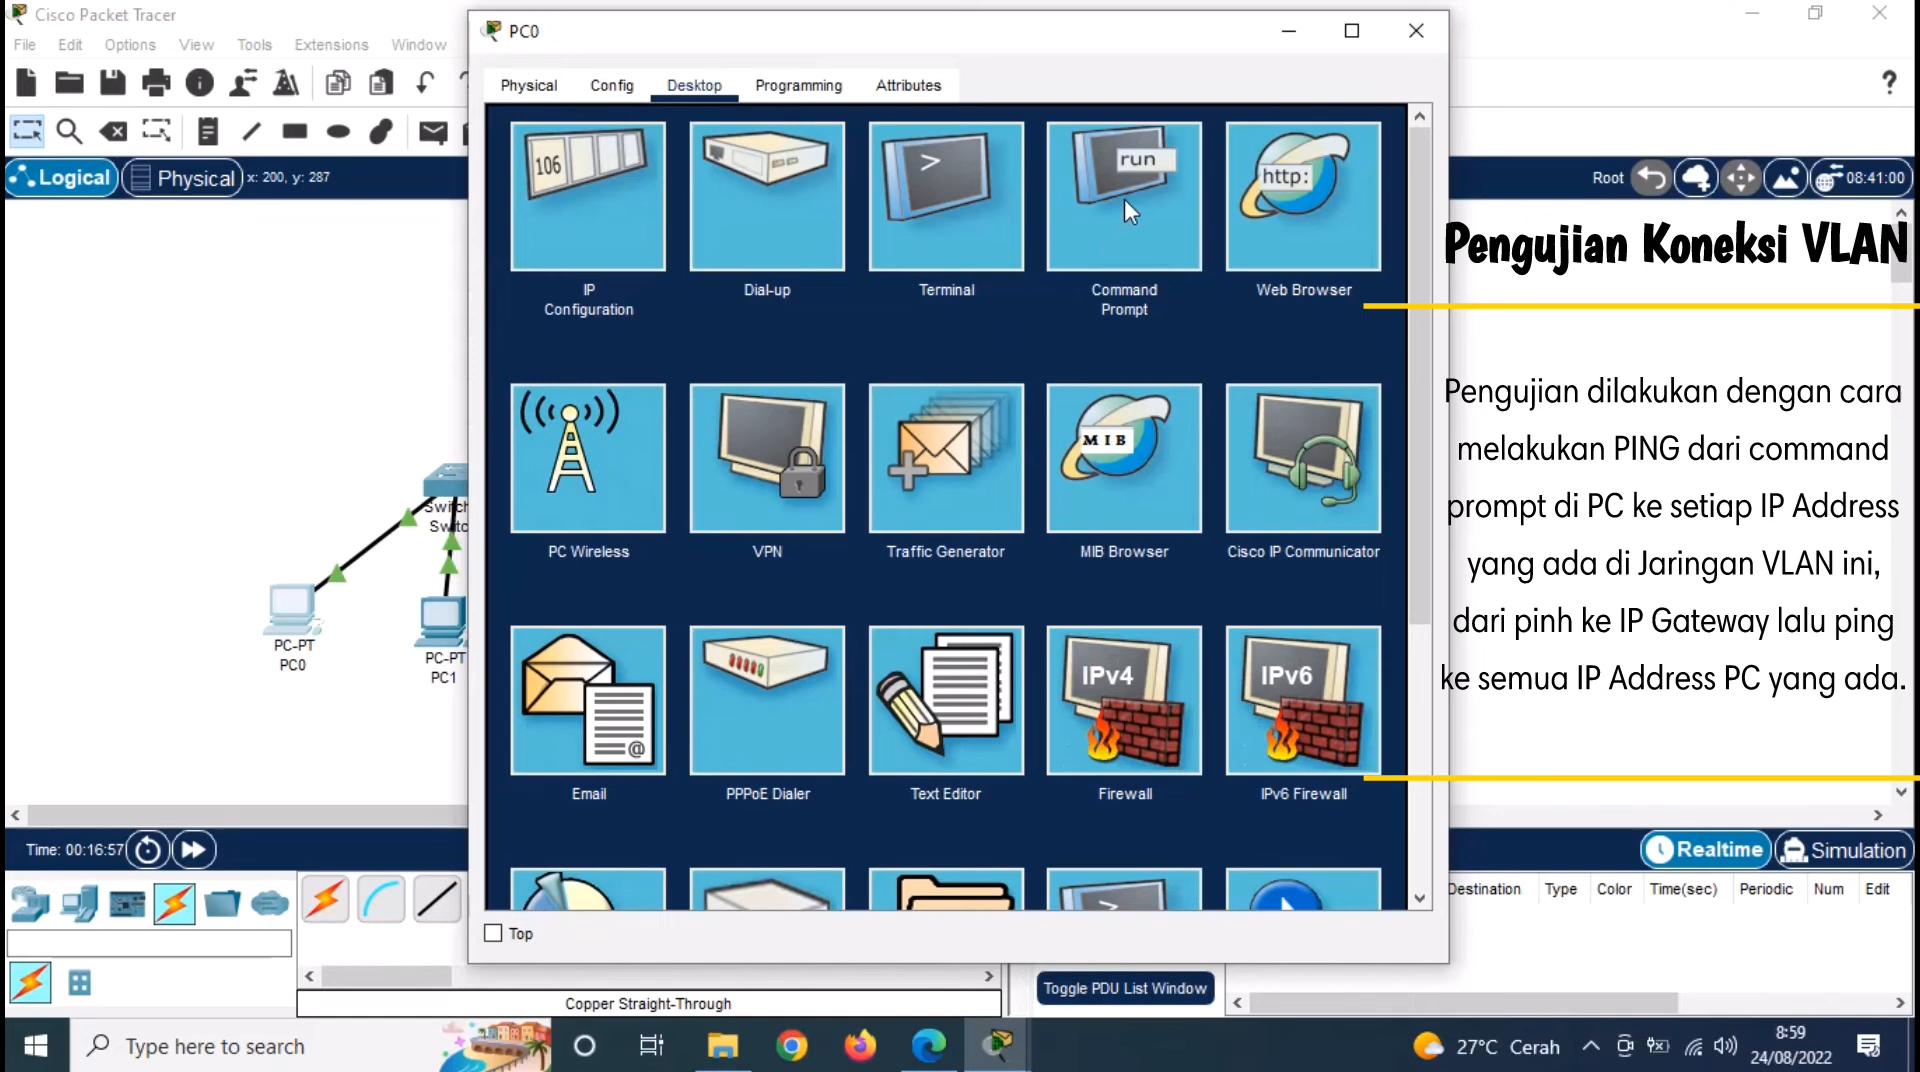 Cisco Packet Tracer
File Edit Options View Tools Extensions Window
Logical
Physical
x: 200, y: 287
Root
08:41:00
PC0
Physical Config Desktop Programming Attributes
106
>
run
http:
IP
Configuration
Dial-up
Terminal
Command
Prompt
Web Browser
MIB
PC Wireless
VPN
Traffic Generator
MIB Browser
Cisco IP Communicator
@
IPv4
IPv6
Email
PPPoE Dialer
Text Editor
Firewall
IPv6 Firewall
>
Top
PC-PT
PC0
PC-PT
PC1
Pengujian Koneksi VLAN
Pengujian dilakukan dengan cara
melakukan PING dari command
prompt di PC ke setiap IP Address
yang ada di Jaringan VLAN ini,
dari pinh ke IP Gateway lalu ping
ke semua IP Address PC yang ada.
Time: 00:16:57
Realtime
Simulation
Destination Type Color Time(sec) Periodic Num Edit
Toggle PDU List Window
Copper Straight-Through
Type here to search
27°C Cerah
8:59
24/08/2022